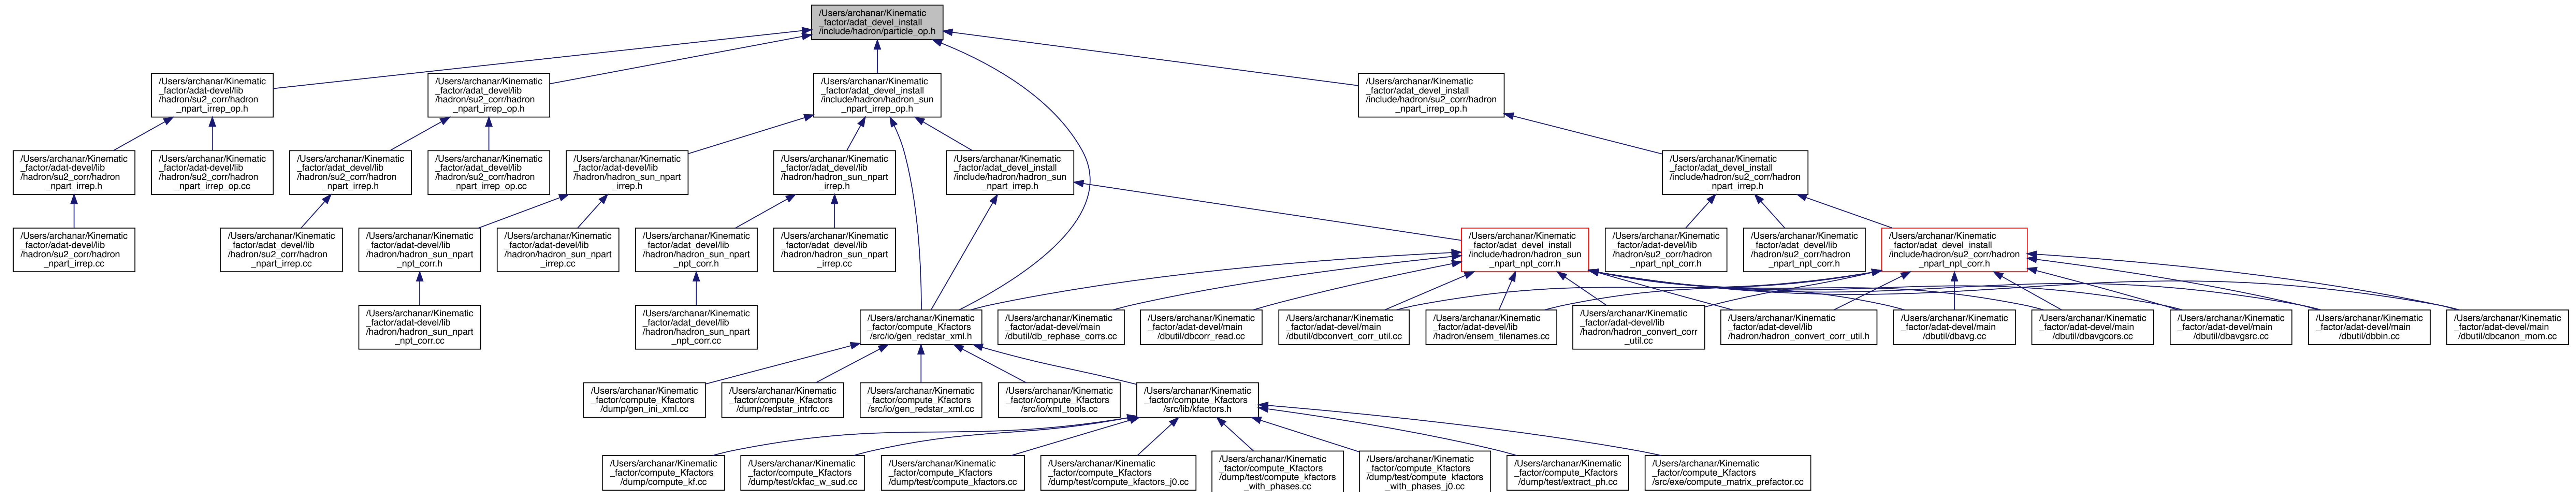 /Users/archanar/Kinematic
_factor/adat_devel_install
/include/hadron/particle_op.h
/Users/archanar/Kinematic
_factor/adat-devel/lib
/hadron/su2_corr/hadron
_npart_irrep_op.h
/Users/archanar/Kinematic
_factor/adat_devel/lib
/hadron/su2_corr/hadron
_npart_irrep_op.h
/Users/archanar/Kinematic
_factor/adat_devel_install
/include/hadron/hadron_sun
_npart_irrep_op.h
/Users/archanar/Kinematic
_factor/adat_devel_install
/include/hadron/su2_corr/hadron
_npart_irrep_op.h
/Users/archanar/Kinematic
_factor/adat-devel/lib
/hadron/su2_corr/hadron
_npart_irrep.h
/Users/archanar/Kinematic
_factor/adat-devel/lib
/hadron/su2_corr/hadron
_npart_irrep_op.cc
/Users/archanar/Kinematic
_factor/adat_devel/lib
/hadron/su2_corr/hadron
_npart_irrep.h
/Users/archanar/Kinematic
_factor/adat_devel/lib
/hadron/su2_corr/hadron
_npart_irrep_op.cc
/Users/archanar/Kinematic
_factor/adat-devel/lib
/hadron/hadron_sun_npart
_irrep.h
/Users/archanar/Kinematic
_factor/adat_devel/lib
/hadron/hadron_sun_npart
_irrep.h
/Users/archanar/Kinematic
_factor/adat_devel_install
/include/hadron/hadron_sun
_npart_irrep.h
/Users/archanar/Kinematic
_factor/adat_devel_install
/include/hadron/su2_corr/hadron
_npart_irrep.h
/Users/archanar/Kinematic
_factor/adat-devel/lib
/hadron/su2_corr/hadron
_npart_irrep.cc
/Users/archanar/Kinematic
_factor/adat_devel/lib
/hadron/su2_corr/hadron
_npart_irrep.cc
/Users/archanar/Kinematic
_factor/adat-devel/lib
/hadron/hadron_sun_npart
_npt_corr.h
/Users/archanar/Kinematic
_factor/adat-devel/lib
/hadron/hadron_sun_npart
_irrep.cc
/Users/archanar/Kinematic
_factor/adat_devel/lib
/hadron/hadron_sun_npart
_npt_corr.h
/Users/archanar/Kinematic
_factor/adat_devel/lib
/hadron/hadron_sun_npart
_irrep.cc
/Users/archanar/Kinematic
_factor/adat_devel_install
/include/hadron/hadron_sun
_npart_npt_corr.h
/Users/archanar/Kinematic
_factor/adat-devel/lib
/hadron/su2_corr/hadron
_npart_npt_corr.h
/Users/archanar/Kinematic
_factor/adat_devel/lib
/hadron/su2_corr/hadron
_npart_npt_corr.h
/Users/archanar/Kinematic
_factor/adat_devel_install
/include/hadron/su2_corr/hadron
_npart_npt_corr.h
/Users/archanar/Kinematic
_factor/adat-devel/lib
/hadron/hadron_sun_npart
_npt_corr.cc
/Users/archanar/Kinematic
_factor/adat_devel/lib
/hadron/hadron_sun_npart
_npt_corr.cc
/Users/archanar/Kinematic
_factor/compute_Kfactors
/src/io/gen_redstar_xml.h
/Users/archanar/Kinematic
_factor/adat-devel/main
/dbutil/db_rephase_corrs.cc
/Users/archanar/Kinematic
_factor/adat-devel/main
/dbutil/dbcorr_read.cc
/Users/archanar/Kinematic
_factor/adat-devel/main
/dbutil/dbconvert_corr_util.cc
/Users/archanar/Kinematic
_factor/adat-devel/lib
/hadron/ensem_filenames.cc
/Users/archanar/Kinematic
_factor/adat-devel/lib
/hadron/hadron_convert_corr
_util.cc
/Users/archanar/Kinematic
_factor/adat-devel/lib
/hadron/hadron_convert_corr_util.h
/Users/archanar/Kinematic
_factor/adat-devel/main
/dbutil/dbavg.cc
/Users/archanar/Kinematic
_factor/adat-devel/main
/dbutil/dbavgcors.cc
/Users/archanar/Kinematic
_factor/adat-devel/main
/dbutil/dbavgsrc.cc
/Users/archanar/Kinematic
_factor/adat-devel/main
/dbutil/dbbin.cc
/Users/archanar/Kinematic
_factor/adat-devel/main
/dbutil/dbcanon_mom.cc
/Users/archanar/Kinematic
_factor/compute_Kfactors
/dump/gen_ini_xml.cc
/Users/archanar/Kinematic
_factor/compute_Kfactors
/dump/redstar_intrfc.cc
/Users/archanar/Kinematic
_factor/compute_Kfactors
/src/io/gen_redstar_xml.cc
/Users/archanar/Kinematic
_factor/compute_Kfactors
/src/io/xml_tools.cc
/Users/archanar/Kinematic
_factor/compute_Kfactors
/src/lib/kfactors.h
/Users/archanar/Kinematic
_factor/compute_Kfactors
/dump/compute_kf.cc
/Users/archanar/Kinematic
_factor/compute_Kfactors
/dump/test/ckfac_w_sud.cc
/Users/archanar/Kinematic
_factor/compute_Kfactors
/dump/test/compute_kfactors.cc
/Users/archanar/Kinematic
_factor/compute_Kfactors
/dump/test/compute_kfactors_j0.cc
/Users/archanar/Kinematic
_factor/compute_Kfactors
/dump/test/compute_kfactors
_with_phases.cc
/Users/archanar/Kinematic
_factor/compute_Kfactors
/dump/test/compute_kfactors
_with_phases_j0.cc
/Users/archanar/Kinematic
_factor/compute_Kfactors
/dump/test/extract_ph.cc
/Users/archanar/Kinematic
_factor/compute_Kfactors
/src/exe/compute_matrix_prefactor.cc